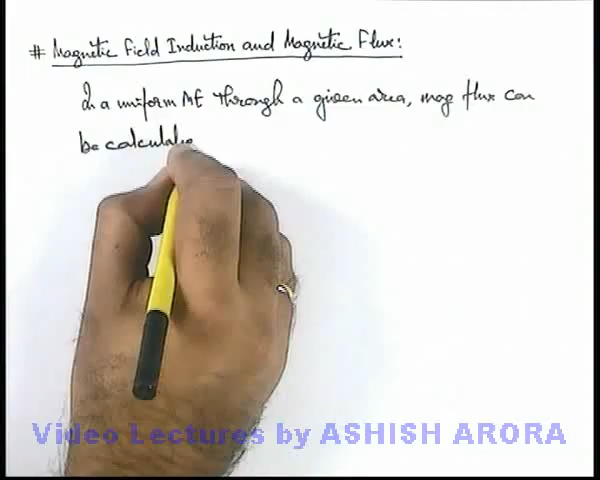 # Magnetic Field Induction and Magnetic Flux:
In a uniform MF through a given area, mag flux can
be calculate
Video Lectures by ASHISH ARORA